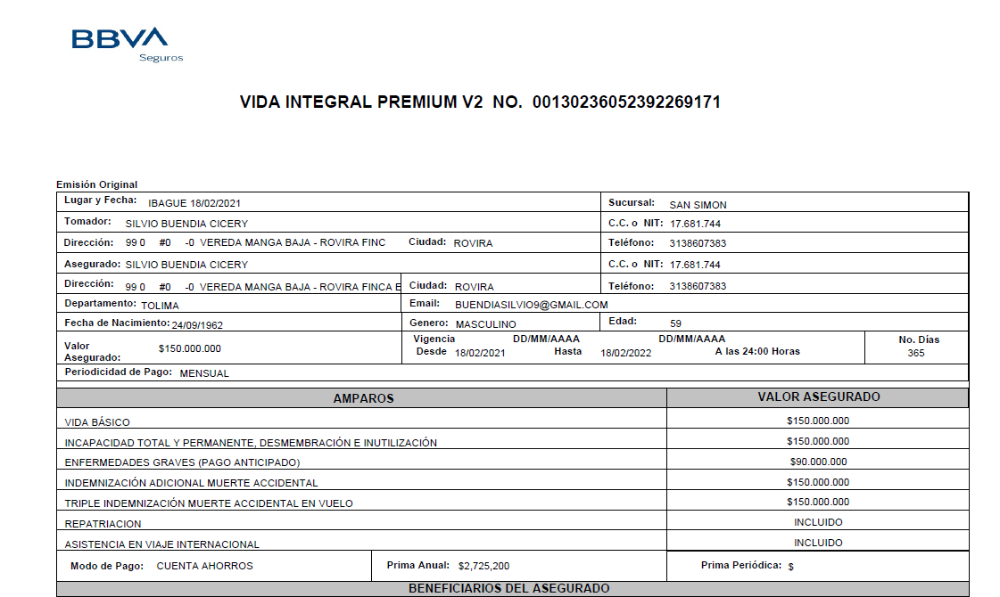 BBVA
Seguros
VIDA INTEGRAL PREMIUM V2 NO. 00130236052392269171
Emisión Original
Lugar y Fecha: IBAGUE 18/02/2021 Sucursal: SAN SIMON
Tomador: SILVIO BUENDIA CICERY C.C. o NIT: 17.681.744
Dirección: 99 0 #0 -0 VEREDA MANGA BAJA - ROVIRA FINC Ciudad: ROVIRA Teléfono: 3138607383
Asegurado: SILVIO BUENDIA CICERY C.C. o NIT: 17.681.744
Dirección: 99 0 #0 -0 VEREDA MANGA BAJA - ROVIRA FINCA E Ciudad: ROVIRA Teléfono: 3138607383
Departamento: TOLIMA Email: BUENDIASILVIO9@GMAIL.COM
Fecha de Nacimiento: 24/09/1962 Genero: MASCULINO Edad: 59
Valor Asegurado: $150.000.000 Vigencia DD/MM/AAAA DD/MM/AAAA No. Días
Desde 18/02/2021 Hasta 18/02/2022 A las 24:00 Horas 365
Periodicidad de Pago: MENSUAL
AMPAROS VALOR ASEGURADO
VIDA BÁSICO $150.000.000
INCAPACIDAD TOTAL Y PERMANENTE, DESMEMBRACIÓN E INUTILIZACIÓN $150.000.000
ENFERMEDADES GRAVES (PAGO ANTICIPADO) $90.000.000
INDEMNIZACIÓN ADICIONAL MUERTE ACCIDENTAL $150.000.000
TRIPLE INDEMNIZACIÓN MUERTE ACCIDENTAL EN VUELO $150.000.000
REPATRIACION INCLUIDO
ASISTENCIA EN VIAJE INTERNACIONAL INCLUIDO
Modo de Pago: CUENTA AHORROS Prima Anual: $2,725,200 Prima Periódica: $
BENEFICIARIOS DEL ASEGURADO